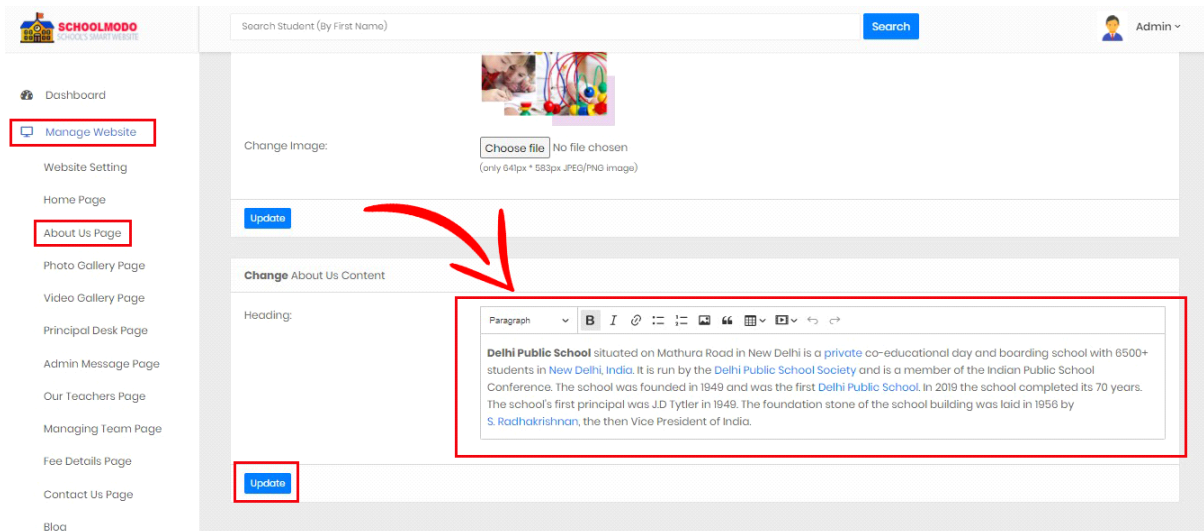 SCHOOLMODO
SCHOOL'S SMART WEBSITE
Search Student (By First Name)
Search
Admin
Dashboard
Manage Website
Website Setting
Home Page
About Us Page
Photo Gallery Page
Video Gallery Page
Principal Desk Page
Admin Message Page
Our Teachers Page
Managing Team Page
Fee Details Page
Contact Us Page
Blog
Change Image:
Choose file No file chosen
(only 641px * 583px JPEG/PNG image)
Update
Change About Us Content
Heading:
Paragraph
B I
Delhi Public School situated on Mathura Road in New Delhi is a private co-educational day and boarding school with 6500+
students in New Delhi, India. It is run by the Delhi Public School Society and is a member of the Indian Public School
Conference. The school was founded in 1949 and was the first Delhi Public School. In 2019 the school completed its 70 years.
The school's first principal was J.D Tytler in 1949. The foundation stone of the school building was laid in 1956 by
S. Radhakrishnan, the then Vice President of India.
Update